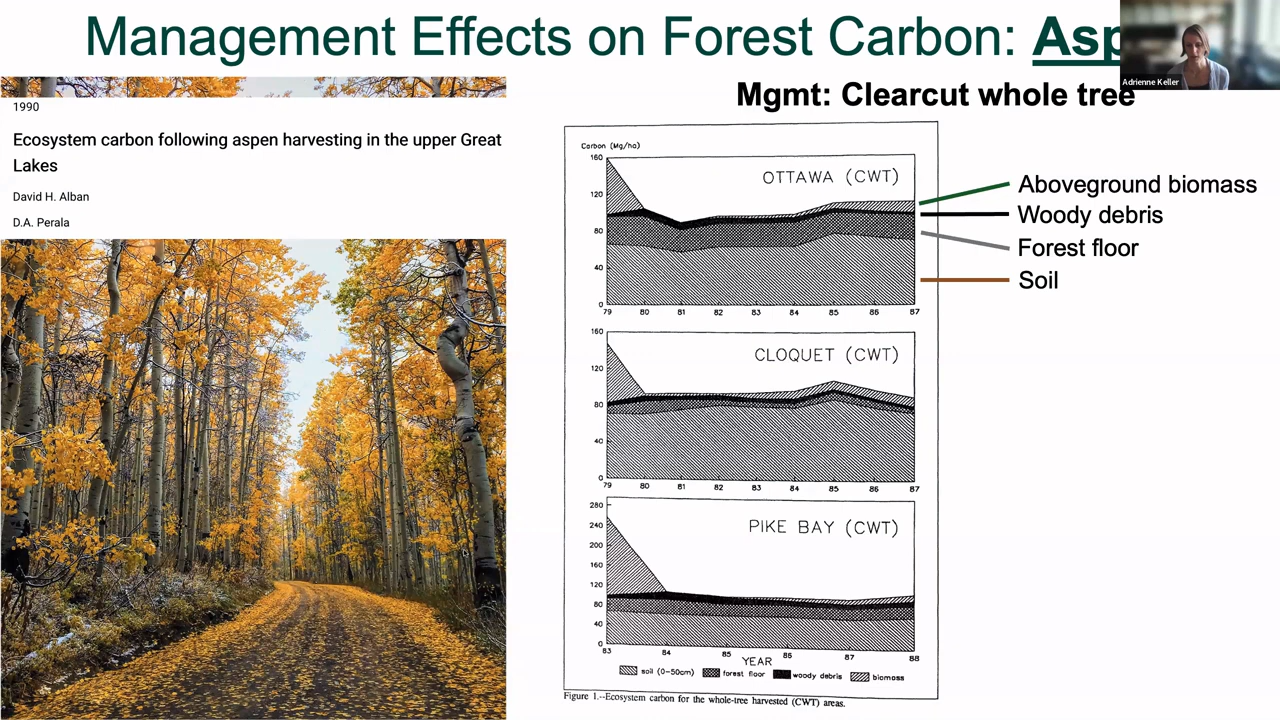 Management Effects on Forest Carbon: Asp
Adrienne Keller
Mgmt: Clearcut whole tree
1990
Ecosystem carbon following aspen harvesting in the upper Great
Lakes
David H. Alban
D.A. Perala
Carbon (Mg/ha)
160
120
80
40
0
OTTAWA (CWT)
79 80 81 82 83 84 85 86 87
Aboveground biomass
Woody debris
Forest floor
Soil
160
120
80
40
0
CLOQUET (CWT)
79 80 81 82 83 84 85 86 87
280
240
200
160
120
80
40
0
PIKE BAY (CWT)
83 84 85 86 87 88
YEAR
soil (0-50cm) forest floor woody debris biomass
Figure 1.--Ecosystem carbon for the whole-tree harvested (CWT) areas.